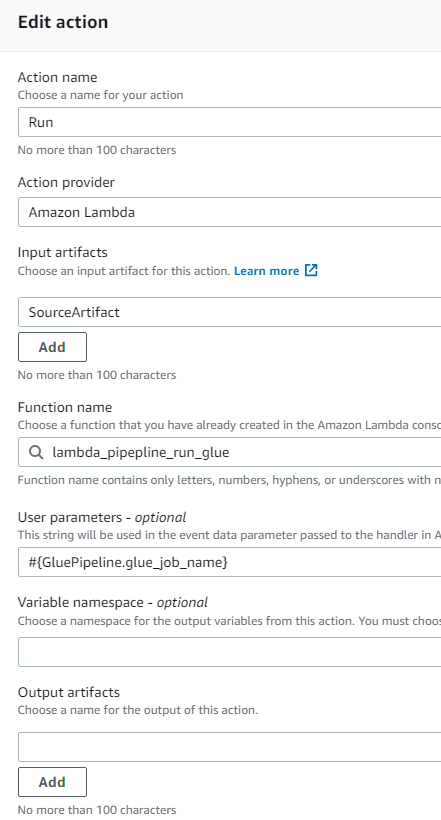 Edit action
Action name
Choose a name for your action
Run
No more than 100 characters
Action provider
Amazon Lambda
Input artifacts
Choose an input artifact for this action. Learn more
SourceArtifact
Add
No more than 100 characters
Function name
Choose a function that you have already created in the Amazon Lambda conso
lambda_pipepline_run_glue
Function name contains only letters, numbers, hyphens, or underscores with n
User parameters - optional
This string will be used in the event data parameter passed to the handler in A
#{GluePipeline.glue_job_name}
Variable namespace - optional
Choose a namespace for the output variables from this action. You must choos
Output artifacts
Choose a name for the output of this action.
Add
No more than 100 characters